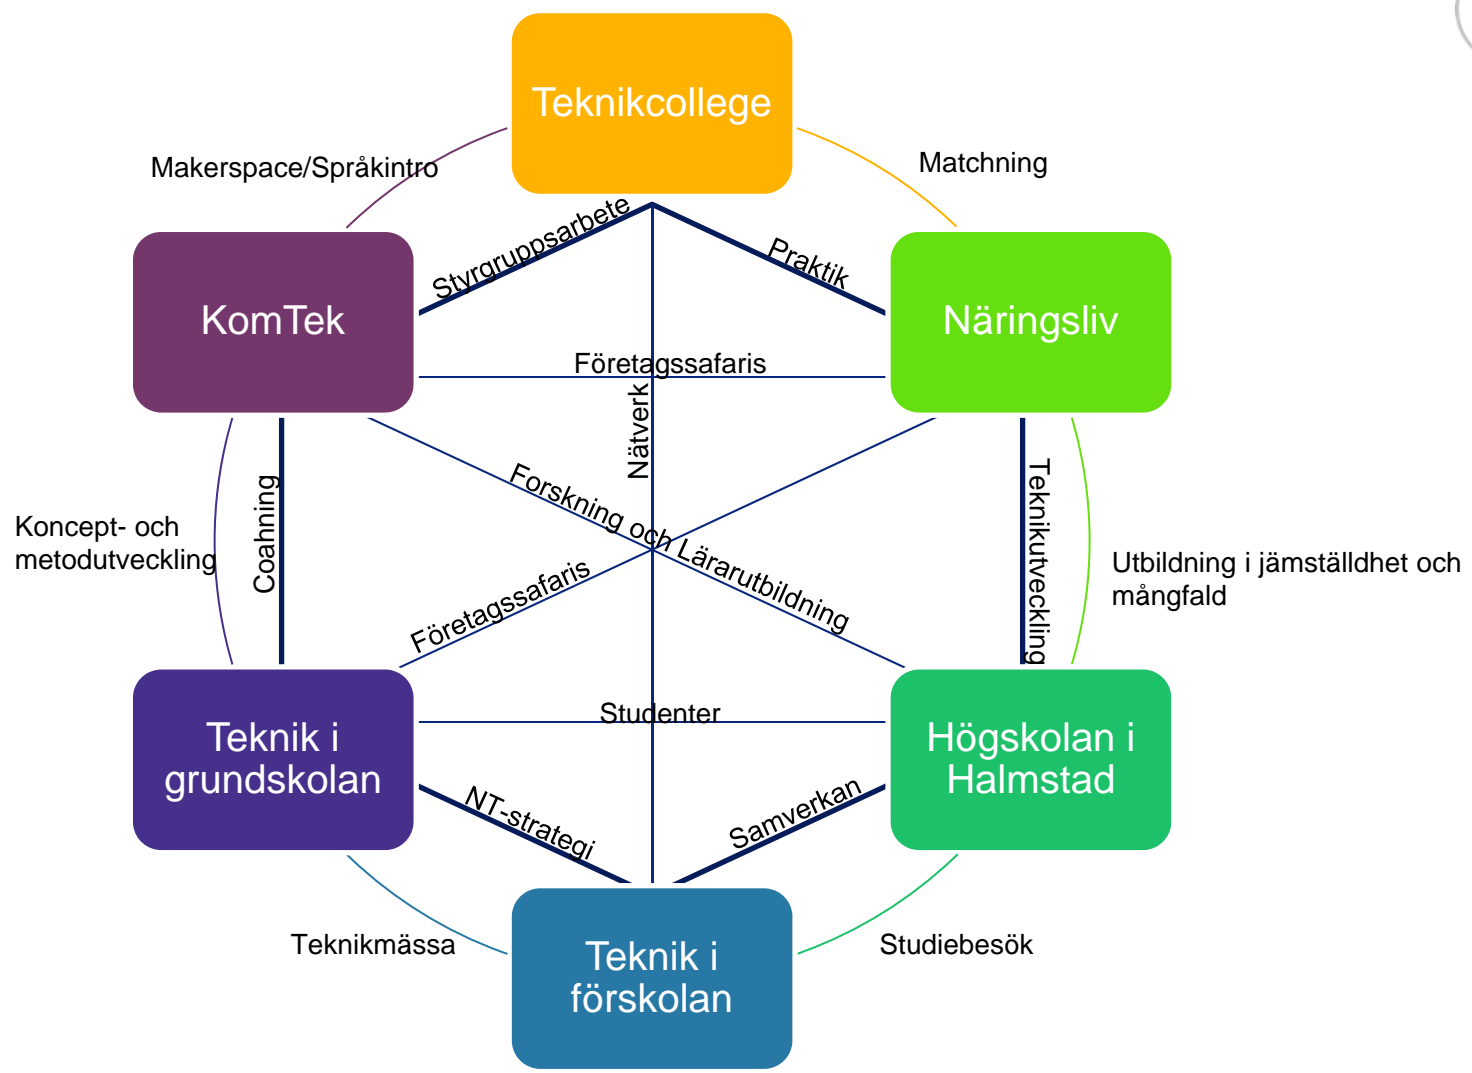 Teknikcollege
Makerspace/Språkintro
Matchning
Styrgruppsarbete
Praktik
KomTek
Näringsliv
Företagssafaris
Nätverk
Forskning och Lärarutbildning
Coahning
Teknikutveckling
Koncept- och
metodutveckling
Utbildning i jämställdhet och
mångfald
Företagssafaris
Studenter
Teknik i
grundskolan
Högskolan i
Halmstad
NT-strategi
Samverkan
Teknikmässa
Studiebesök
Teknik i
förskolan